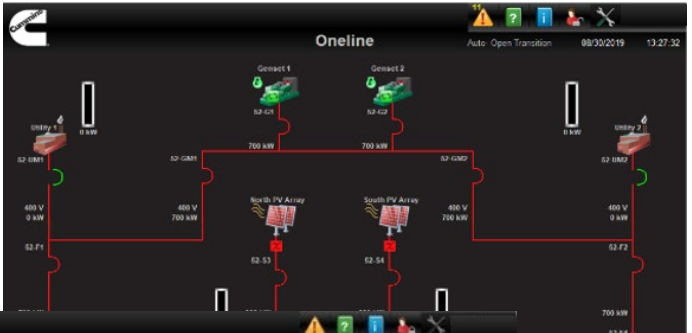 Cummins
11
Oneline
Auto- Open Transition 08/30/2019 13:27:32
Genset 1 Genset 2
Utility 1 0 kW 52-G1 52-G2 0 kW Utility 2
52-UM1 52-GM1 700 kW 700 kW 52-GM2 52-UM2
400 V 400 V North PV Array South PV Array 400 V 400 V
0 kW 700 kW 700 kW 0 kW
52-F1 52-S3 52-S4 52-F2
700 kW